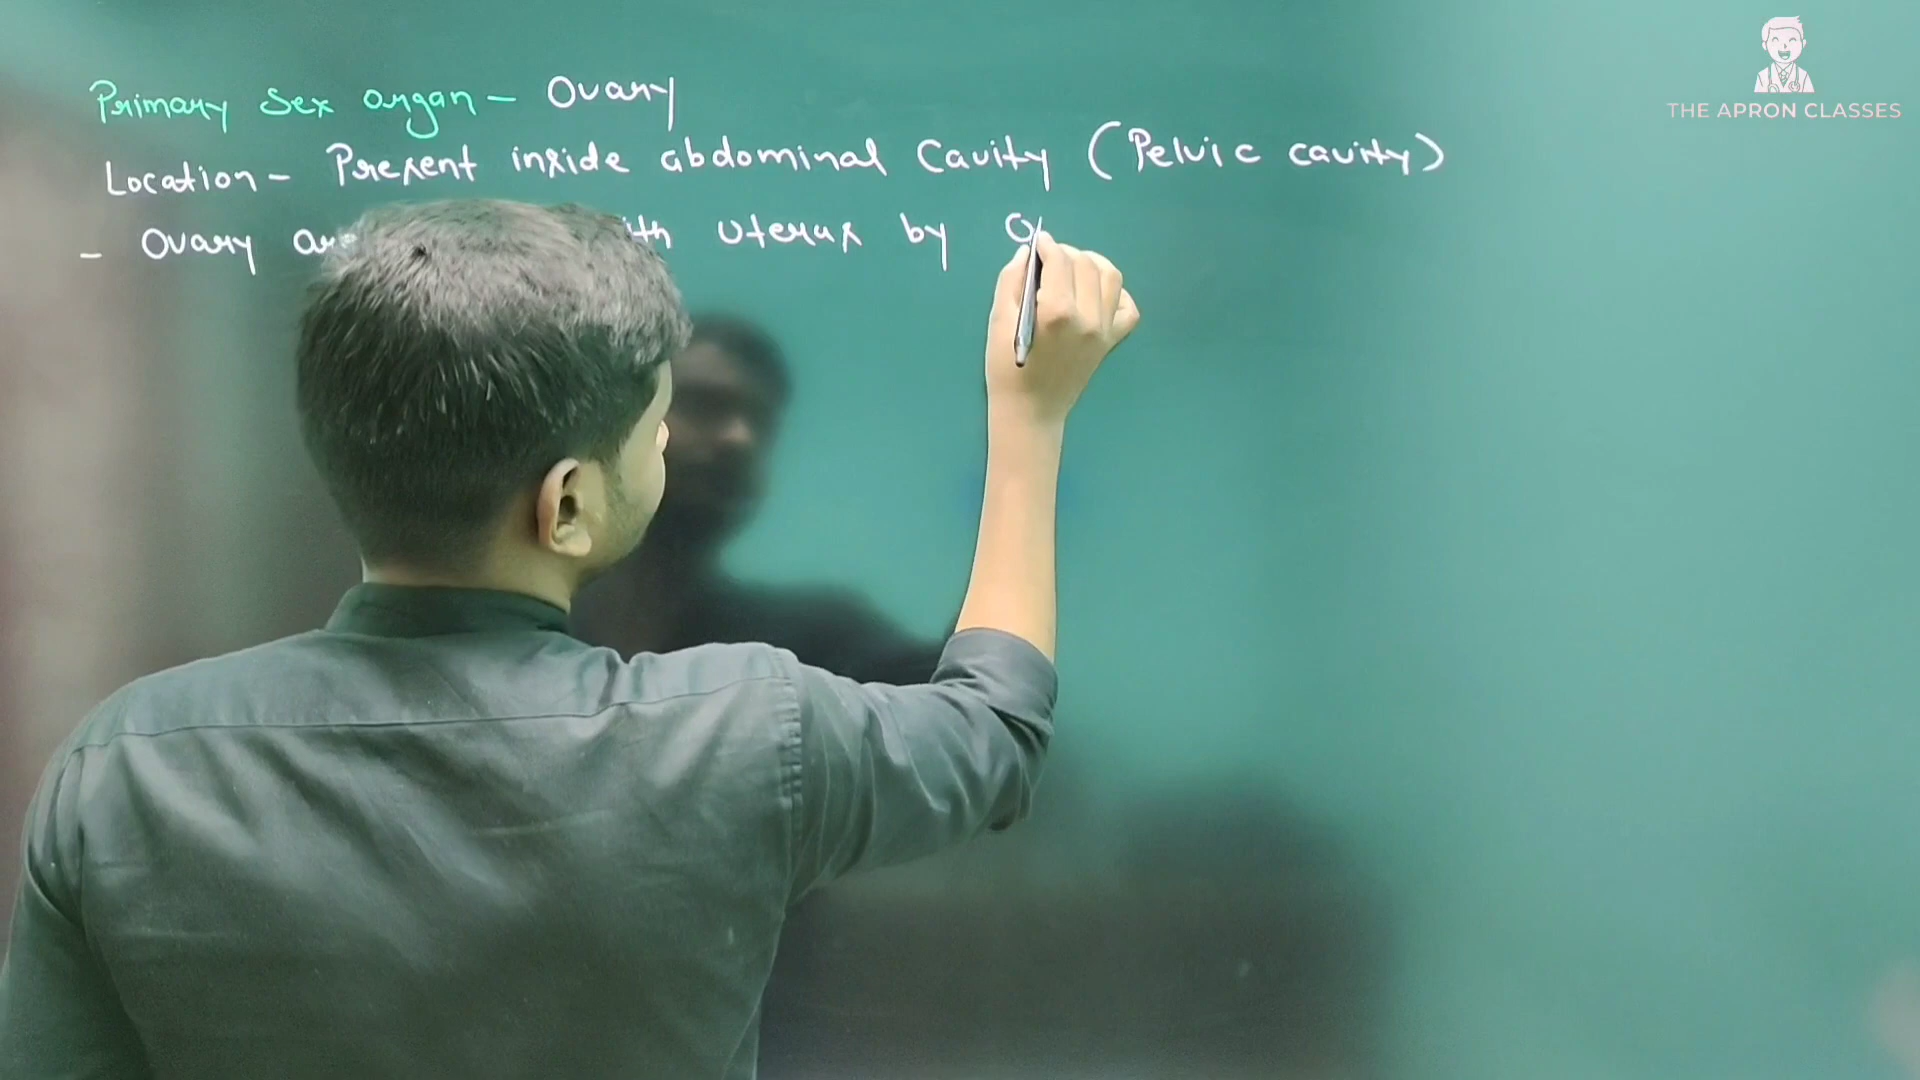 Primary Sex organ - Ovary
Location - Present inside abdominal Cavity (Pelvic cavity)
- Ovary uterus by
THE APRON CLASSES